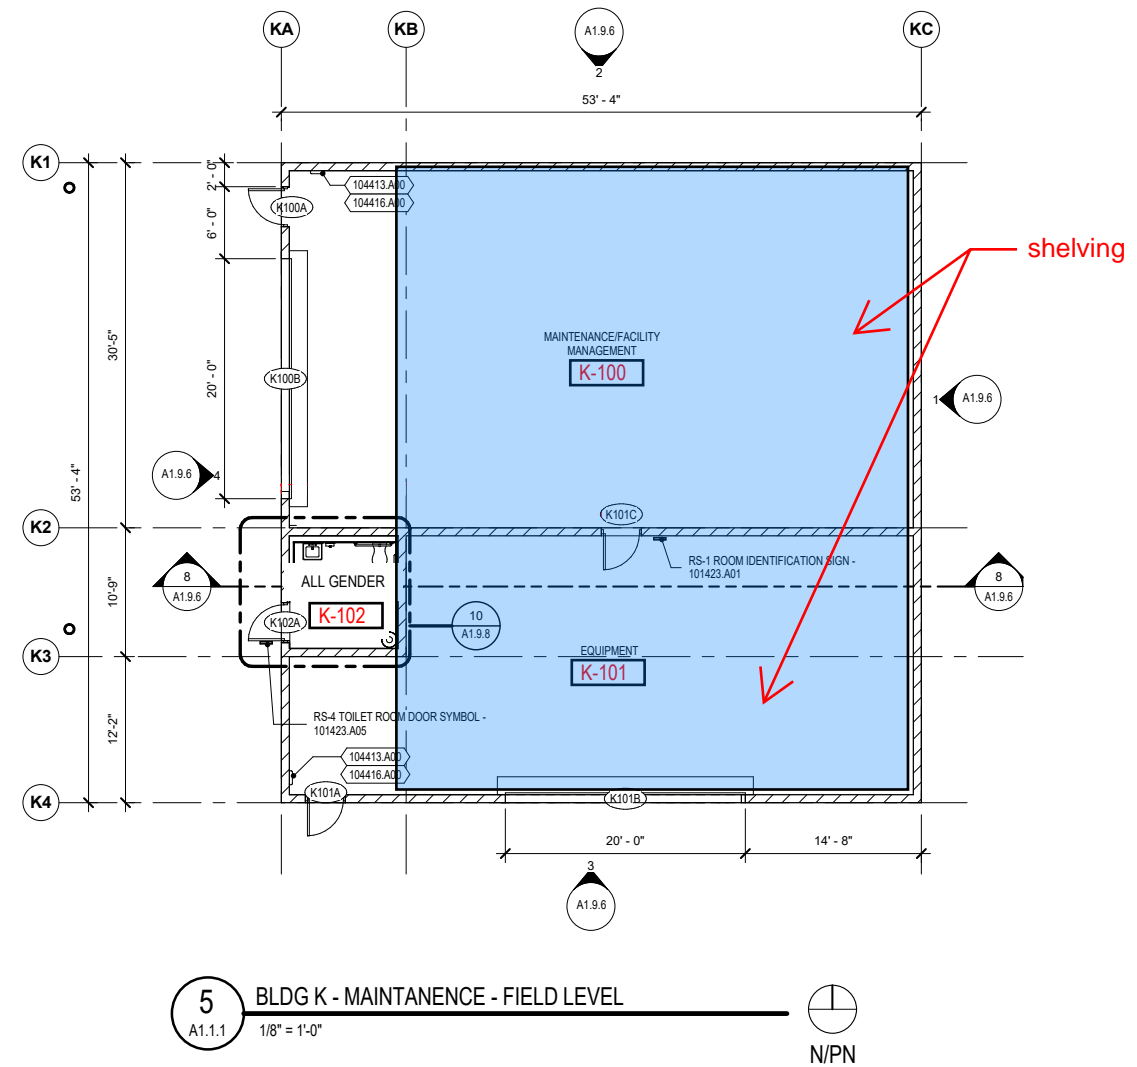 KA
KB
KC
A1.9.6
2
53' - 4"
K1
2' - 0"
104413.A00
104416.A00
K100A
6' - 0"
shelving
30'-5"
MAINTENANCE/FACILITY
MANAGEMENT
K-100
20' - 0"
K100B
1
A1.9.6
53' - 4"
A1.9.6
4
K2
K101C
RS-1 ROOM IDENTIFICATION SIGN -
101423.A01
8
A1.9.6
10'-9"
ALL GENDER
K-102
K102A
10
A1.9.8
8
A1.9.6
K3
EQUIPMENT
K-101
12'-2"
RS-4 TOILET ROOM DOOR SYMBOL -
101423.A05
104413.A00
104416.A00
K101A
K101B
K4
20' - 0"
14' - 8"
3
A1.9.6
5
A1.1.1
BLDG K - MAINTANENCE - FIELD LEVEL
1/8" = 1'-0"
N/PN